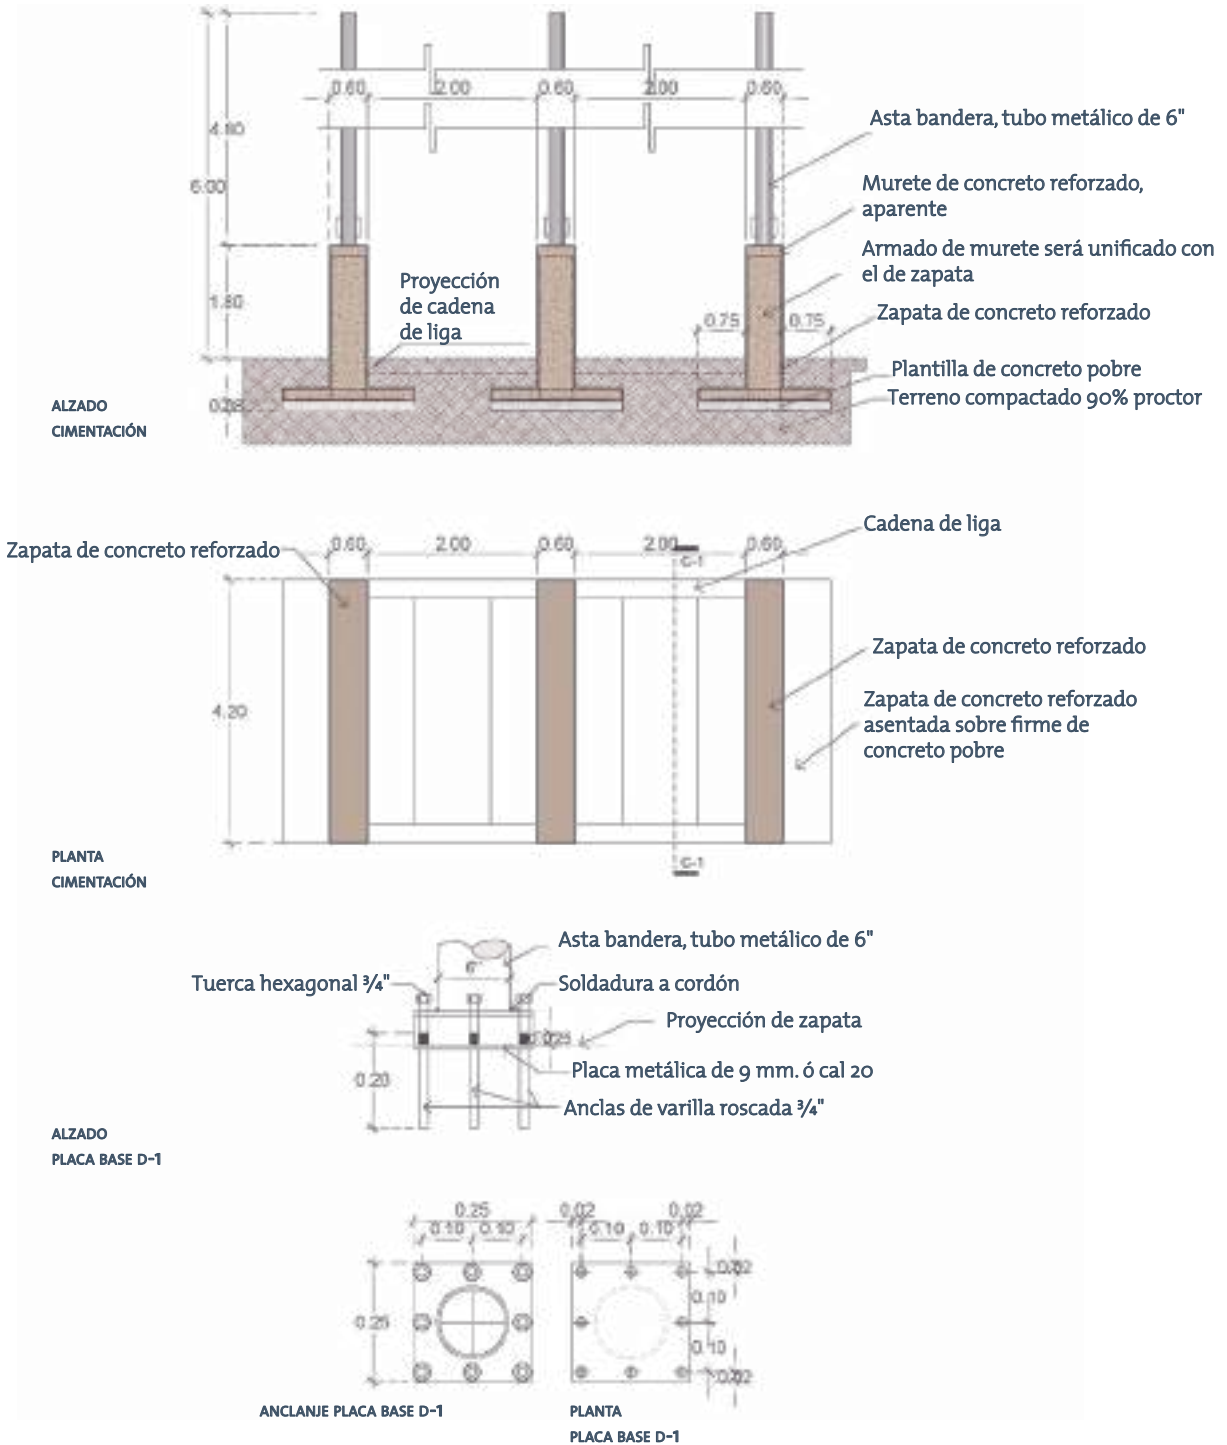 0.60 2.00 0.60 2.00 0.60
4.80
6.00
1.80
Asta bandera, tubo metálico de 6"
Murete de concreto reforzado,
aparente
Armado de murete será unificado con
el de zapata
Proyección
de cadena
de liga
0.75 0.75
Zapata de concreto reforzado
Plantilla de concreto pobre
Terreno compactado 90% proctor
ALZADO
CIMENTACIÓN
Zapata de concreto reforzado
0.60 2.00 0.60 2.00 0.60
C-1
Cadena de liga
4.20
Zapata de concreto reforzado
Zapata de concreto reforzado
asentada sobre firme de
concreto pobre
C-1
PLANTA
CIMENTACIÓN
Asta bandera, tubo metálico de 6"
6"
Tuerca hexagonal ¾"
Soldadura a cordón
Proyección de zapata
0.20
Placa metálica de 9 mm. ó cal 20
Anclas de varilla roscada ¾"
ALZADO
PLACA BASE D-1
0.25
0.10 0.10
0.25
ANCLANJE PLACA BASE D-1
0.02 0.02
0.10 0.10
0.02
0.10
0.10
0.02
PLANTA
PLACA BASE D-1